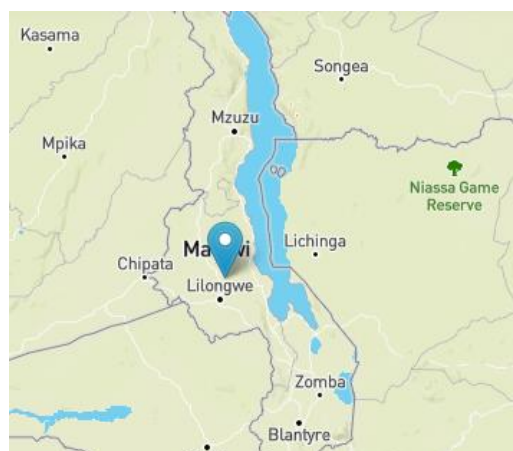 Kasama
Songea
Mzuzu
Mpika
Niassa Game
Reserve
Lichinga
Chipata
Lilongwe
Zomba
Blantyre